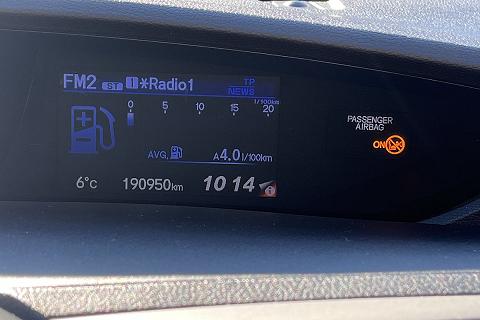 FM2 ST 1 *Radio1 TP
NEWS
l/100km
0 5 10 15 20
AVG. A4.0 l/100km
6°C 190950km 10 14
PASSENGER
AIRBAG
ON